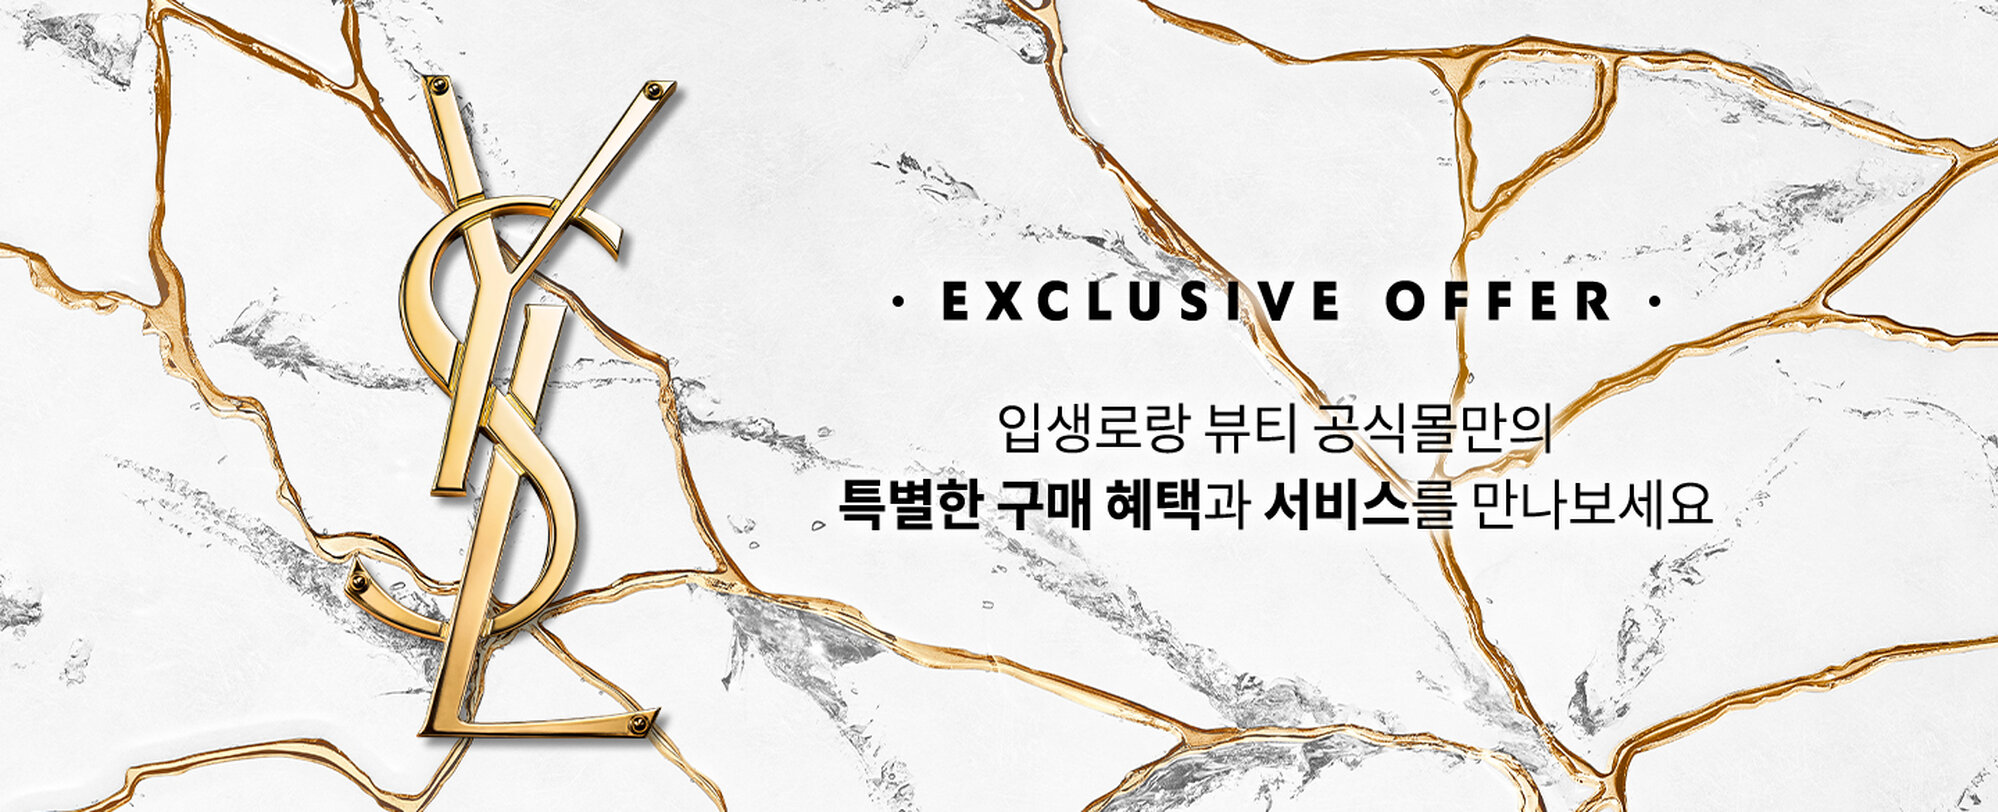 YSL
· EXCLUSIVE OFFER ·
입생로랑 뷰티 공식몰만의
특별한 구매 혜택과 서비스를 만나보세요